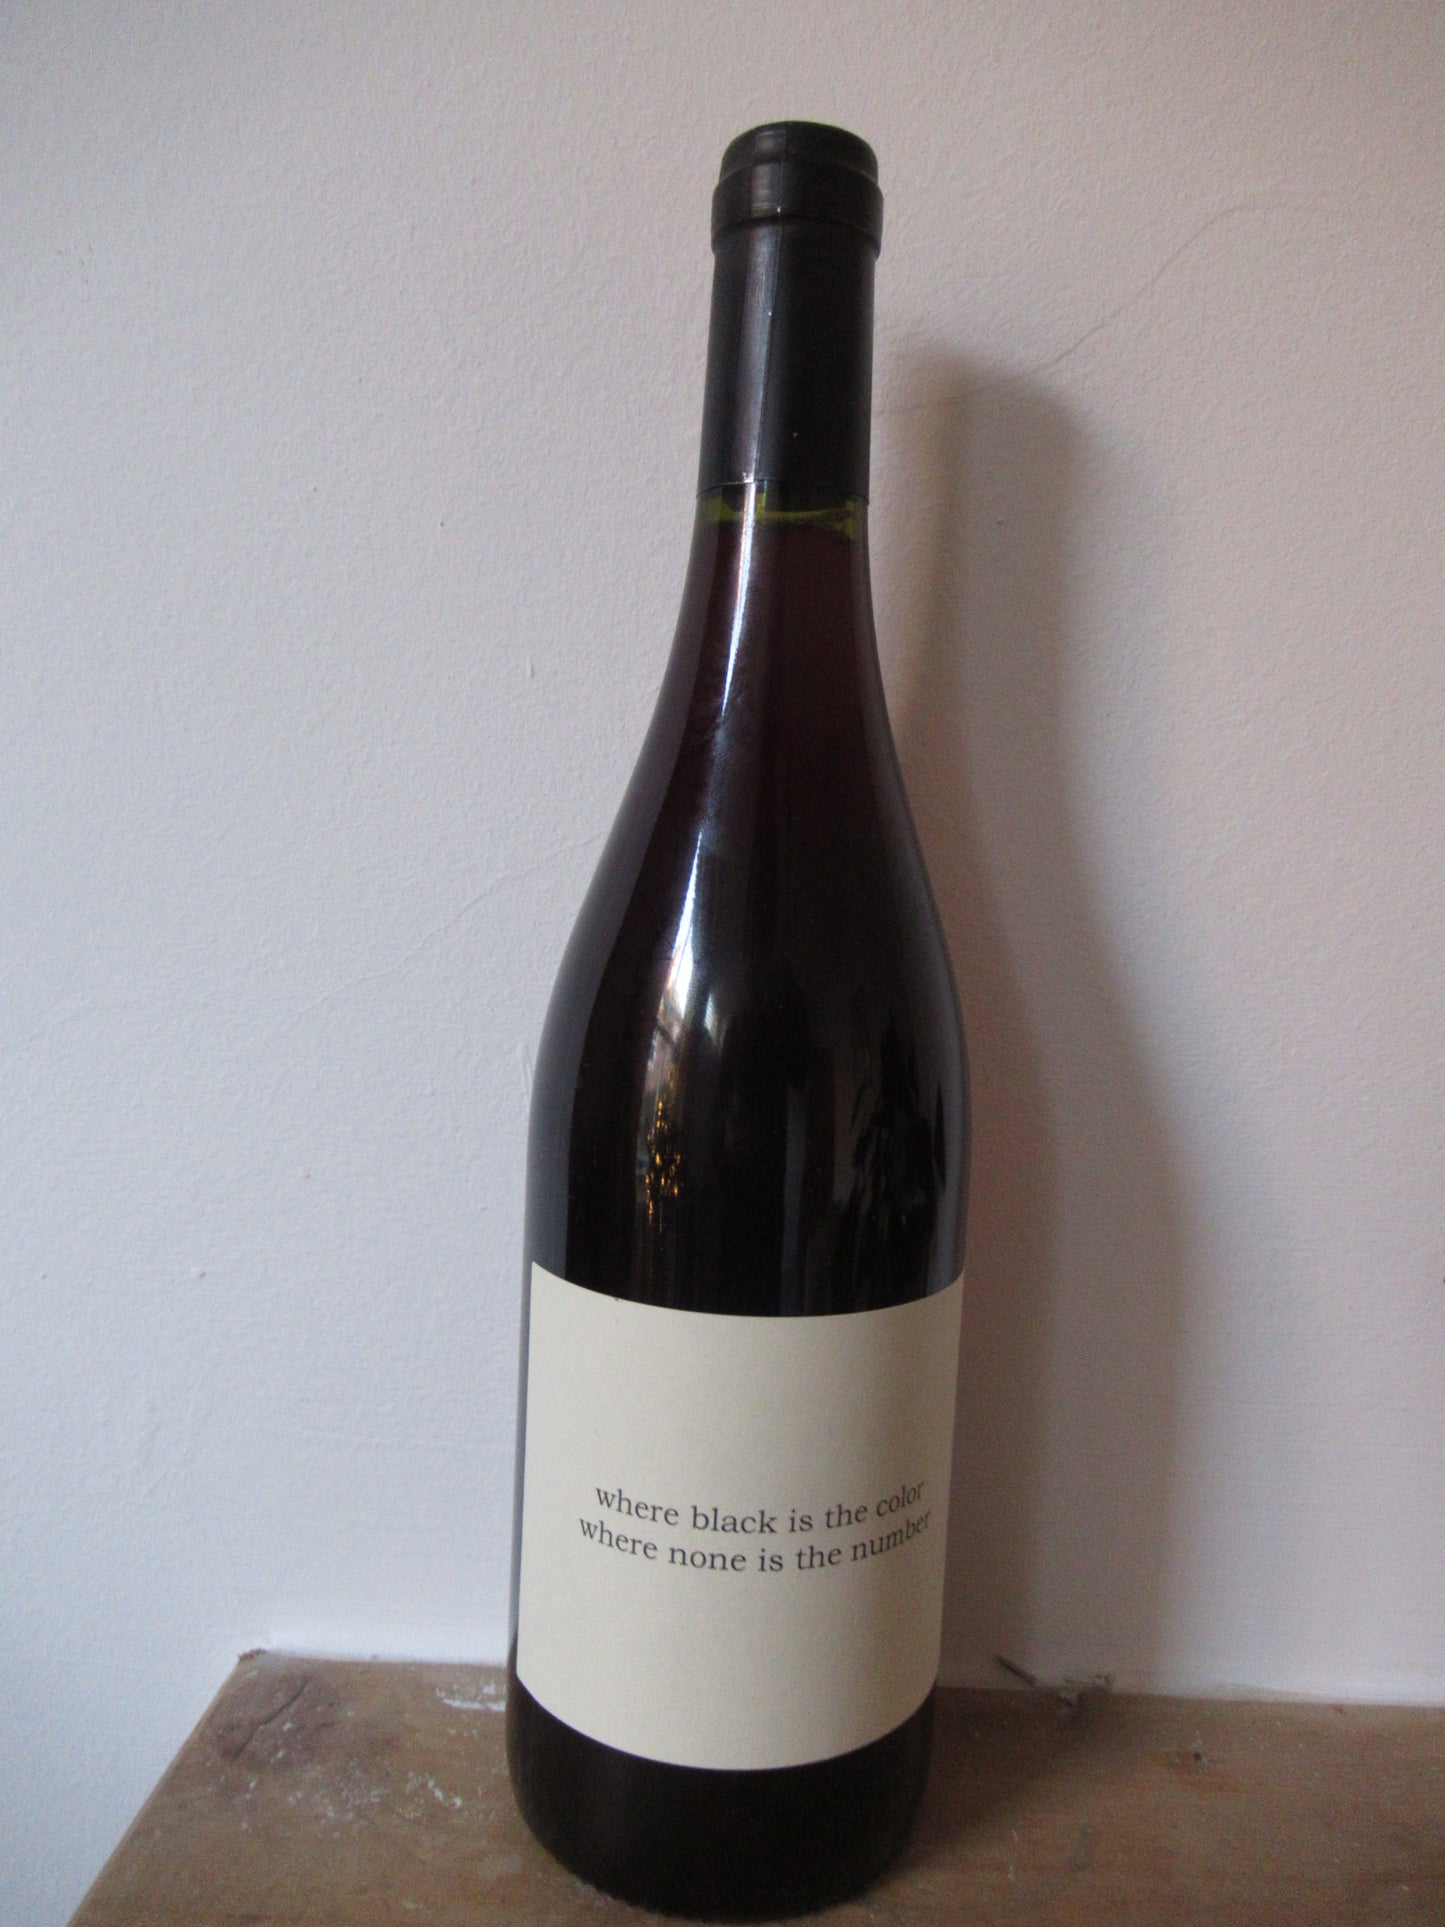 where black is the color
where none is the number